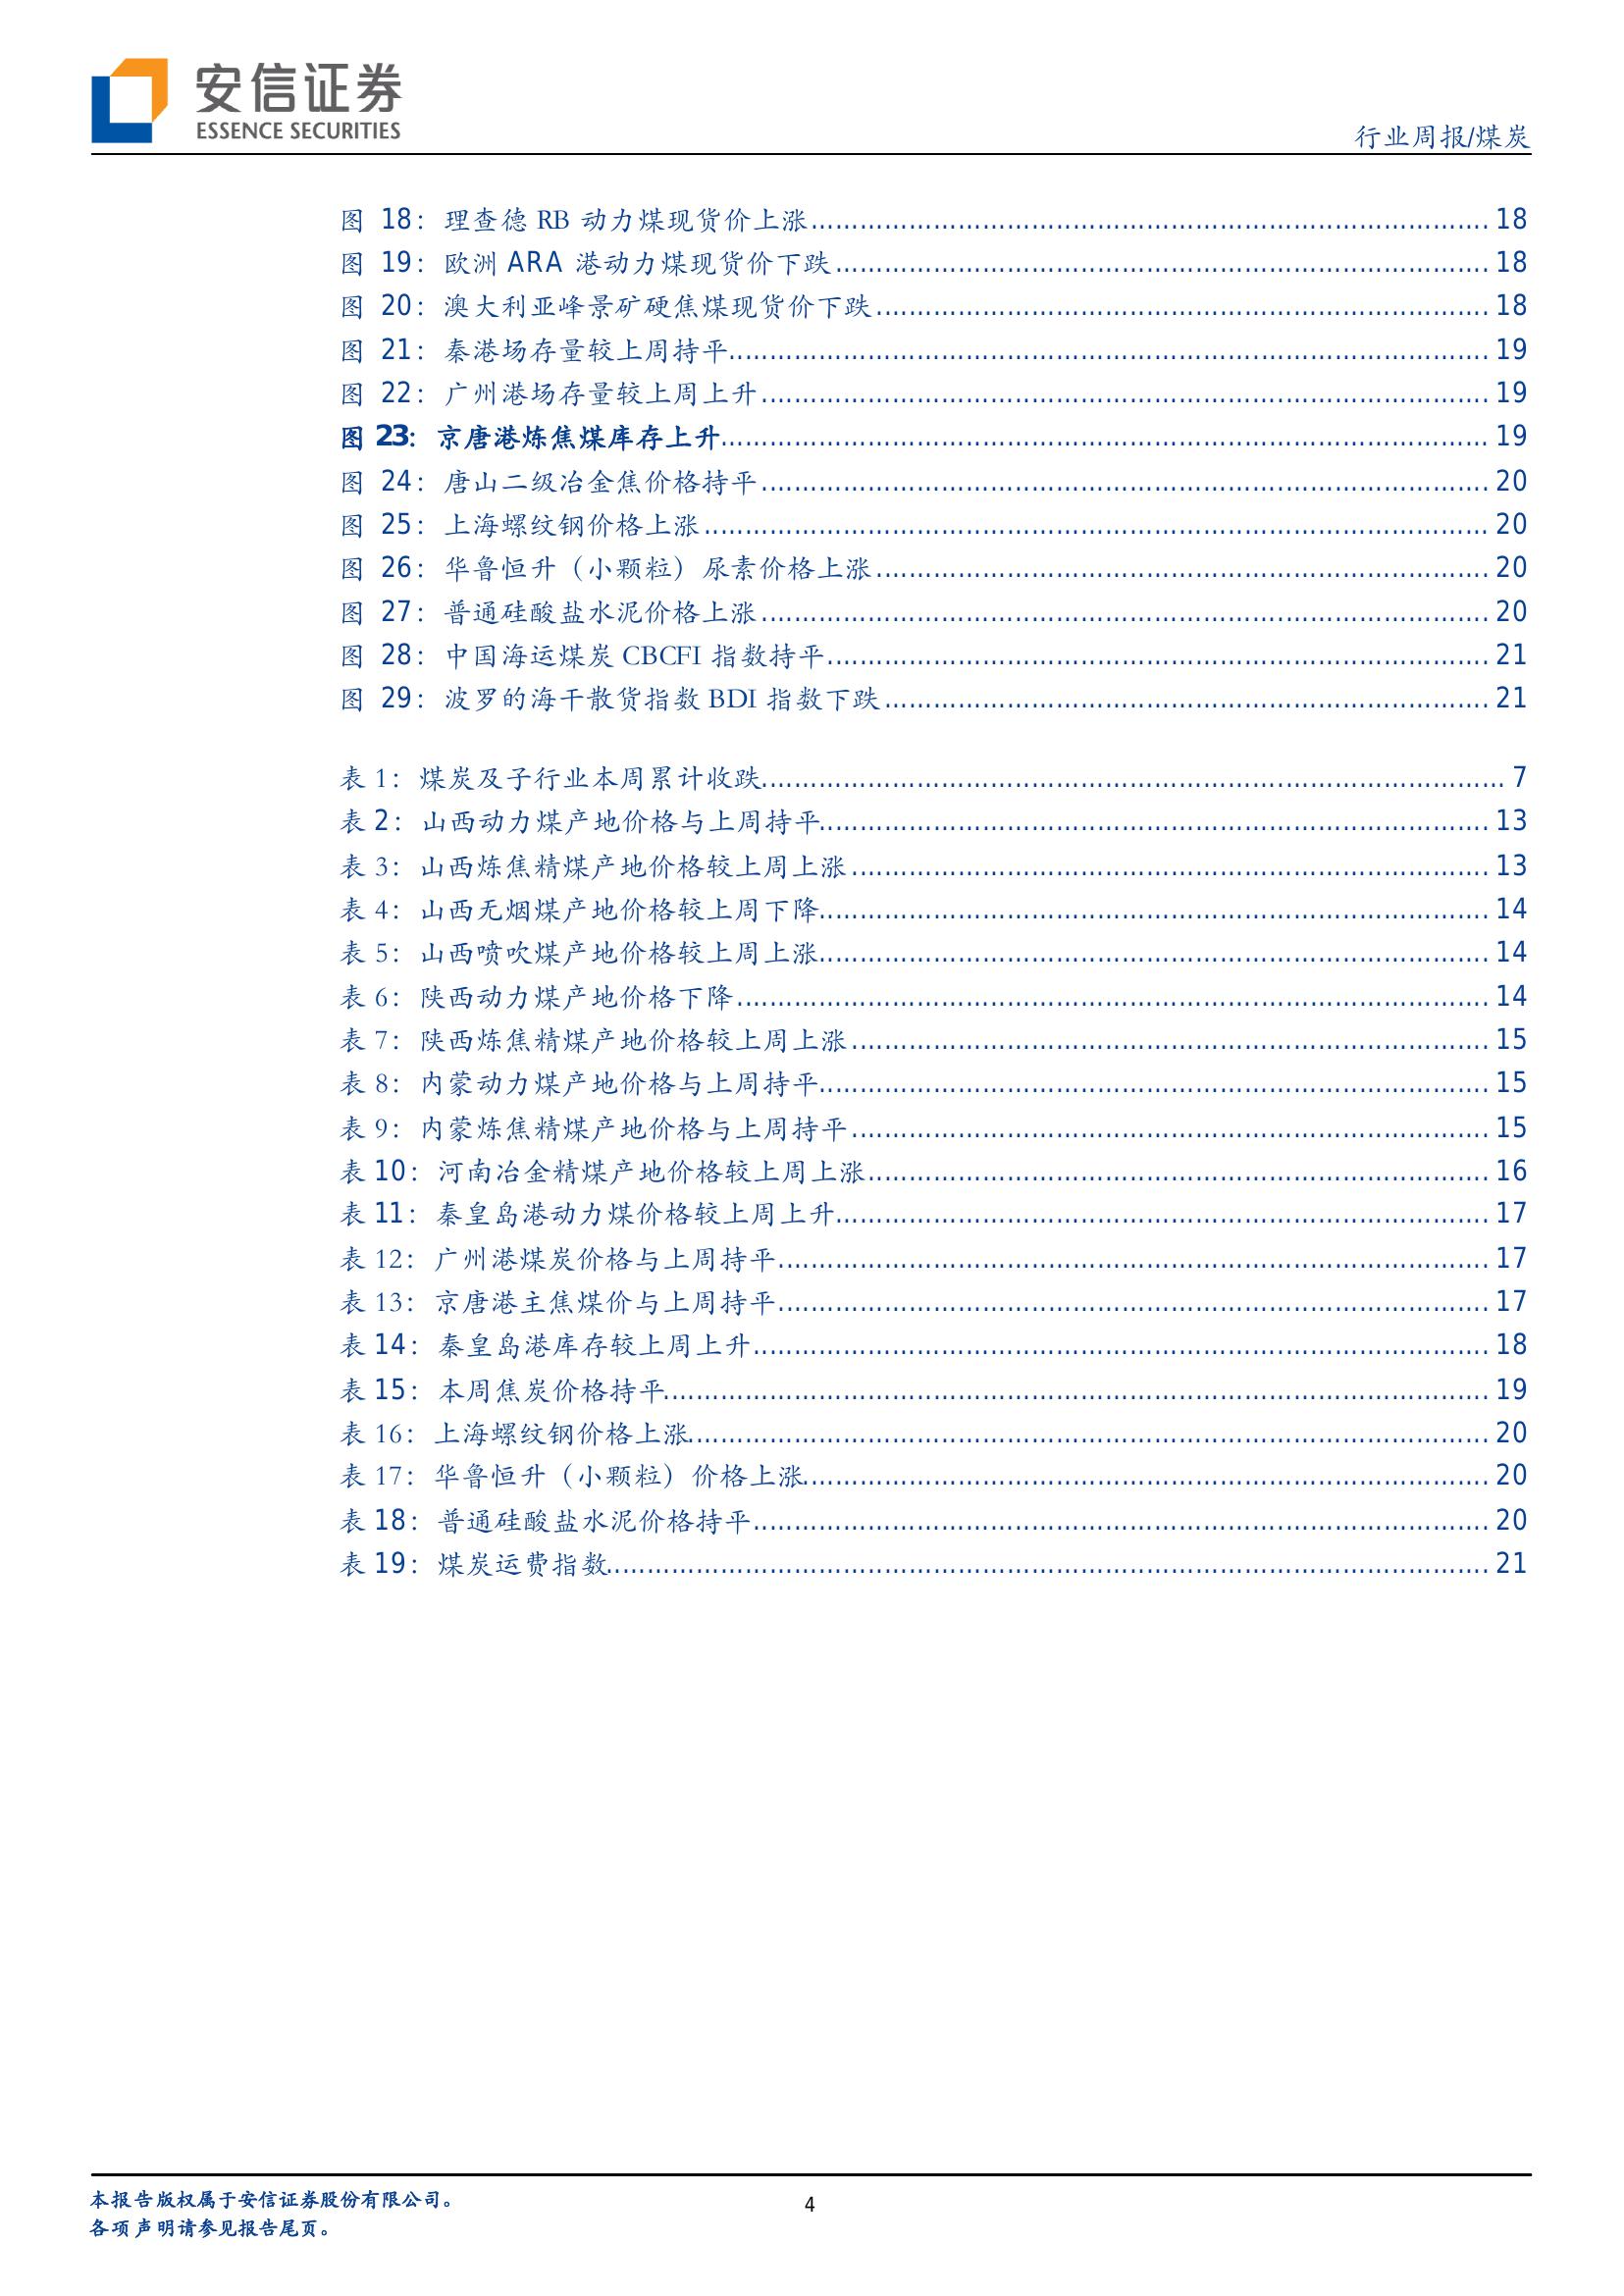 安信证券
ESSENCE SECURITIES
行业周报/煤炭
图 18：理查德 RB 动力煤现货价上涨 18
图 19：欧洲 ARA 港动力煤现货价下跌 18
图 20：澳大利亚峰景矿硬焦煤现货价下跌 18
图 21：秦港场存量较上周持平 19
图 22：广州港场存量较上周上升 19
图 23：京唐港炼焦煤库存上升 19
图 24：唐山二级冶金焦价格持平 20
图 25：上海螺纹钢价格上涨 20
图 26：华鲁恒升（小颗粒）尿素价格上涨 20
图 27：普通硅酸盐水泥价格上涨 20
图 28：中国海运煤炭 CBCFI 指数持平 21
图 29：波罗的海干散货指数 BDI 指数下跌 21
表 1：煤炭及子行业本周累计收跌 7
表 2：山西动力煤产地价格与上周持平 13
表 3：山西炼焦精煤产地价格较上周上涨 13
表 4：山西无烟煤产地价格较上周下降 14
表 5：山西喷吹煤产地价格较上周上涨 14
表 6：陕西动力煤产地价格下降 14
表 7：陕西炼焦精煤产地价格较上周上涨 15
表 8：内蒙动力煤产地价格与上周持平 15
表 9：内蒙炼焦精煤产地价格与上周持平 15
表 10：河南冶金精煤产地价格较上周上涨 16
表 11：秦皇岛港动力煤价格较上周上升 17
表 12：广州港煤炭价格与上周持平 17
表 13：京唐港主焦煤价与上周持平 17
表 14：秦皇岛港库存较上周上升 18
表 15：本周焦炭价格持平 19
表 16：上海螺纹钢价格上涨 20
表 17：华鲁恒升（小颗粒）价格上涨 20
表 18：普通硅酸盐水泥价格持平 20
表 19：煤炭运费指数 21
本报告版权属于安信证券股份有限公司。
各项声明请参见报告尾页。
4